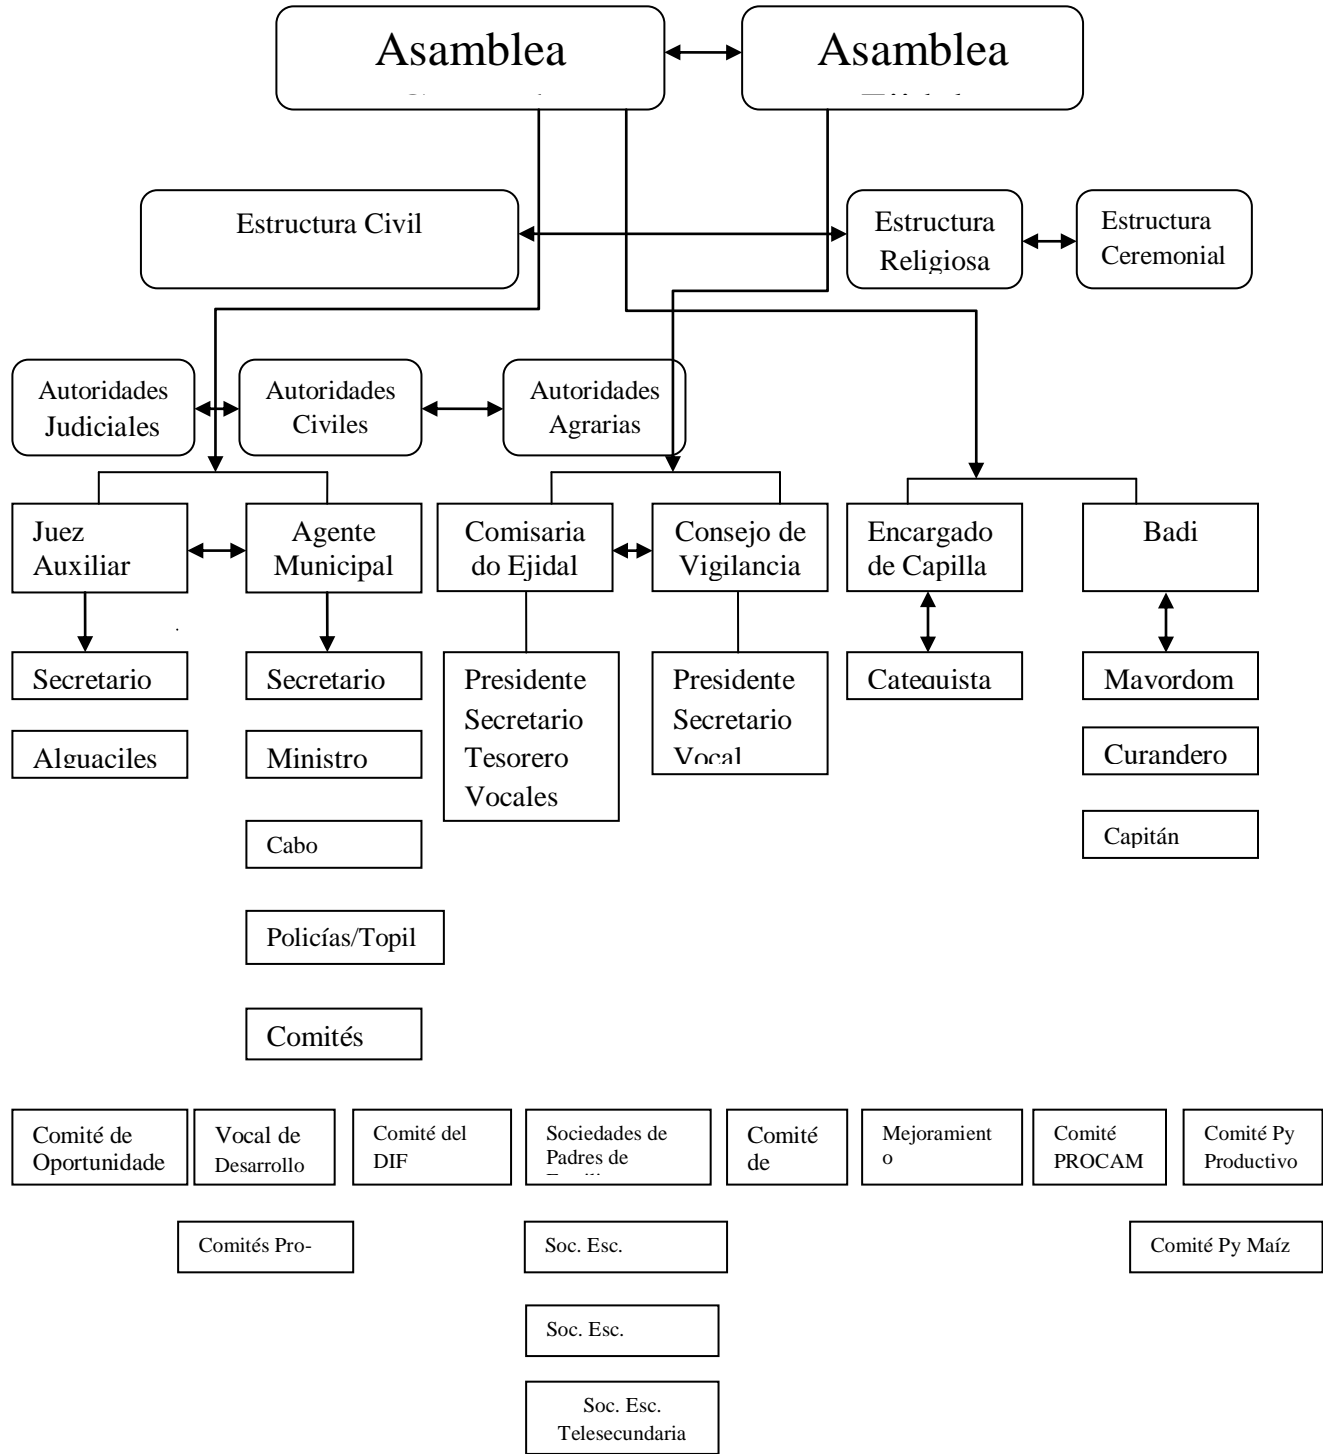 Asamblea
Asamblea
Estructura Civil
Estructura
Religiosa
Estructura
Ceremonial
Autoridades
Judiciales
Autoridades
Civiles
Autoridades
Agrarias
Juez
Auxiliar
Agente
Municipal
Comisaria
do Ejidal
Consejo de
Vigilancia
Encargado
de Capilla
Badi
Secretario
Secretario
Presidente
Secretario
Tesorero
Vocales
Presidente
Secretario
Vocal
Catequista
Mayordom
Alguaciles
Ministro
Curandero
Cabo
Capitán
Policías/Topil
Comités
Comité de
Oportunidade
Vocal de
Desarrollo
Comité del
DIF
Sociedades de
Padres de
Comité
de
Mejoramient
o
Comité
PROCAM
Comité Py
Productivo
Comités Pro-
Soc. Esc.
Comité Py Maíz
Soc. Esc.
Soc. Esc.
Telesecundaria